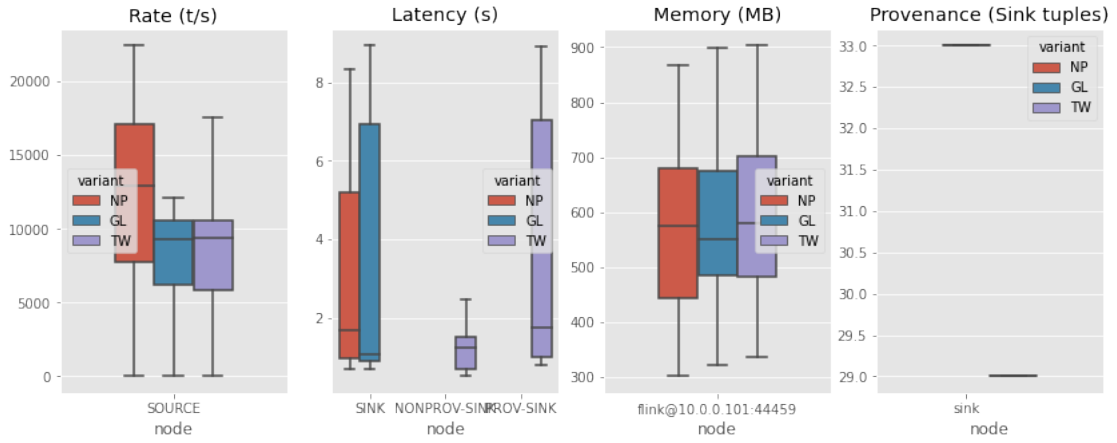 Rate (t/s)
20000
15000
10000
5000
0
variant
NP
GL
TW
SOURCE
node
Latency (s)
8
6
4
2
variant
NP
GL
TW
SINK
NONPROV-SINK
PROV-SINK
node
Memory (MB)
900
800
700
600
500
400
300
variant
NP
GL
TW
flink@10.0.0.101:44459
node
Provenance (Sink tuples)
33.0
32.5
32.0
31.5
31.0
30.5
30.0
29.5
29.0
variant
NP
GL
TW
sink
node